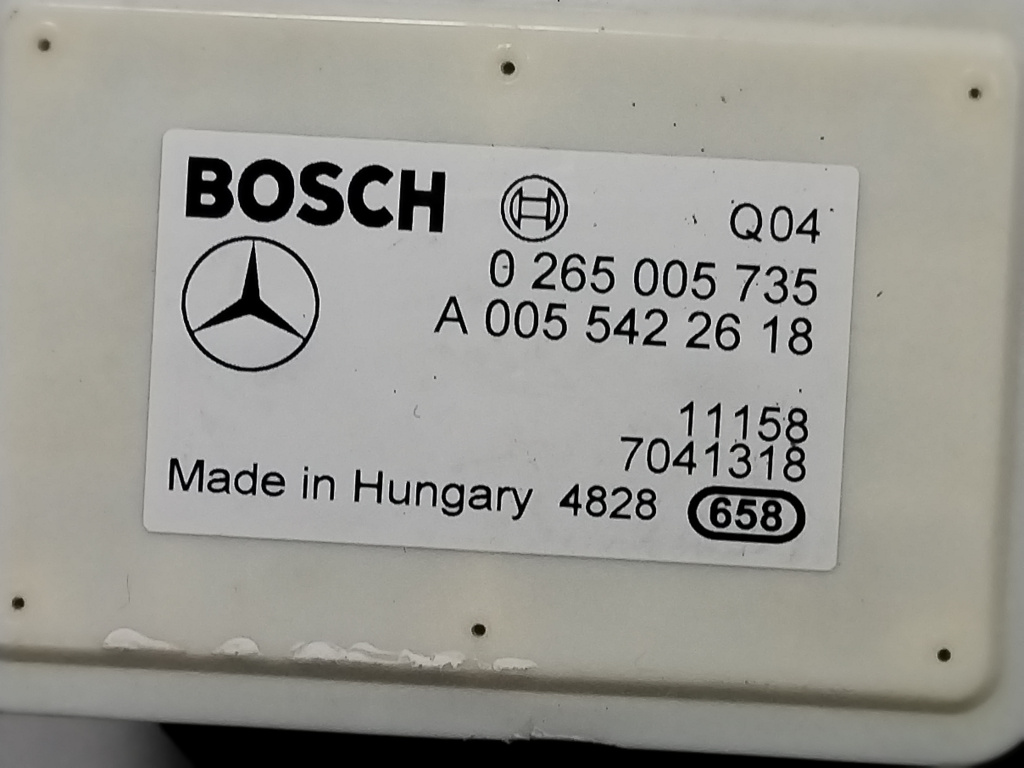 BOSCH
Q04
0 265 005 735
A 005 542 26 18
11158
7041318
Made in Hungary 4828 658